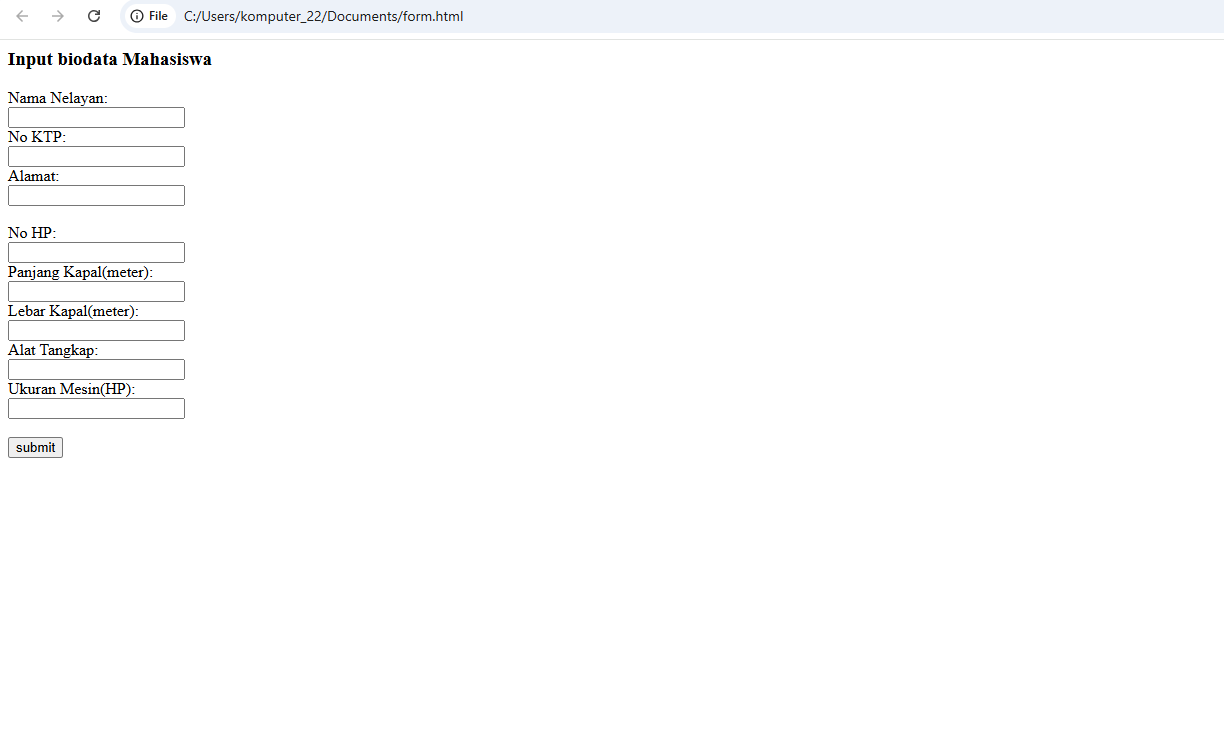 File C:/Users/komputer_22/Documents/form.html
Input biodata Mahasiswa
Nama Nelayan:
No KTP:
Alamat:
No HP:
Panjang Kapal(meter):
Lebar Kapal(meter):
Alat Tangkap:
Ukuran Mesin(HP):
submit